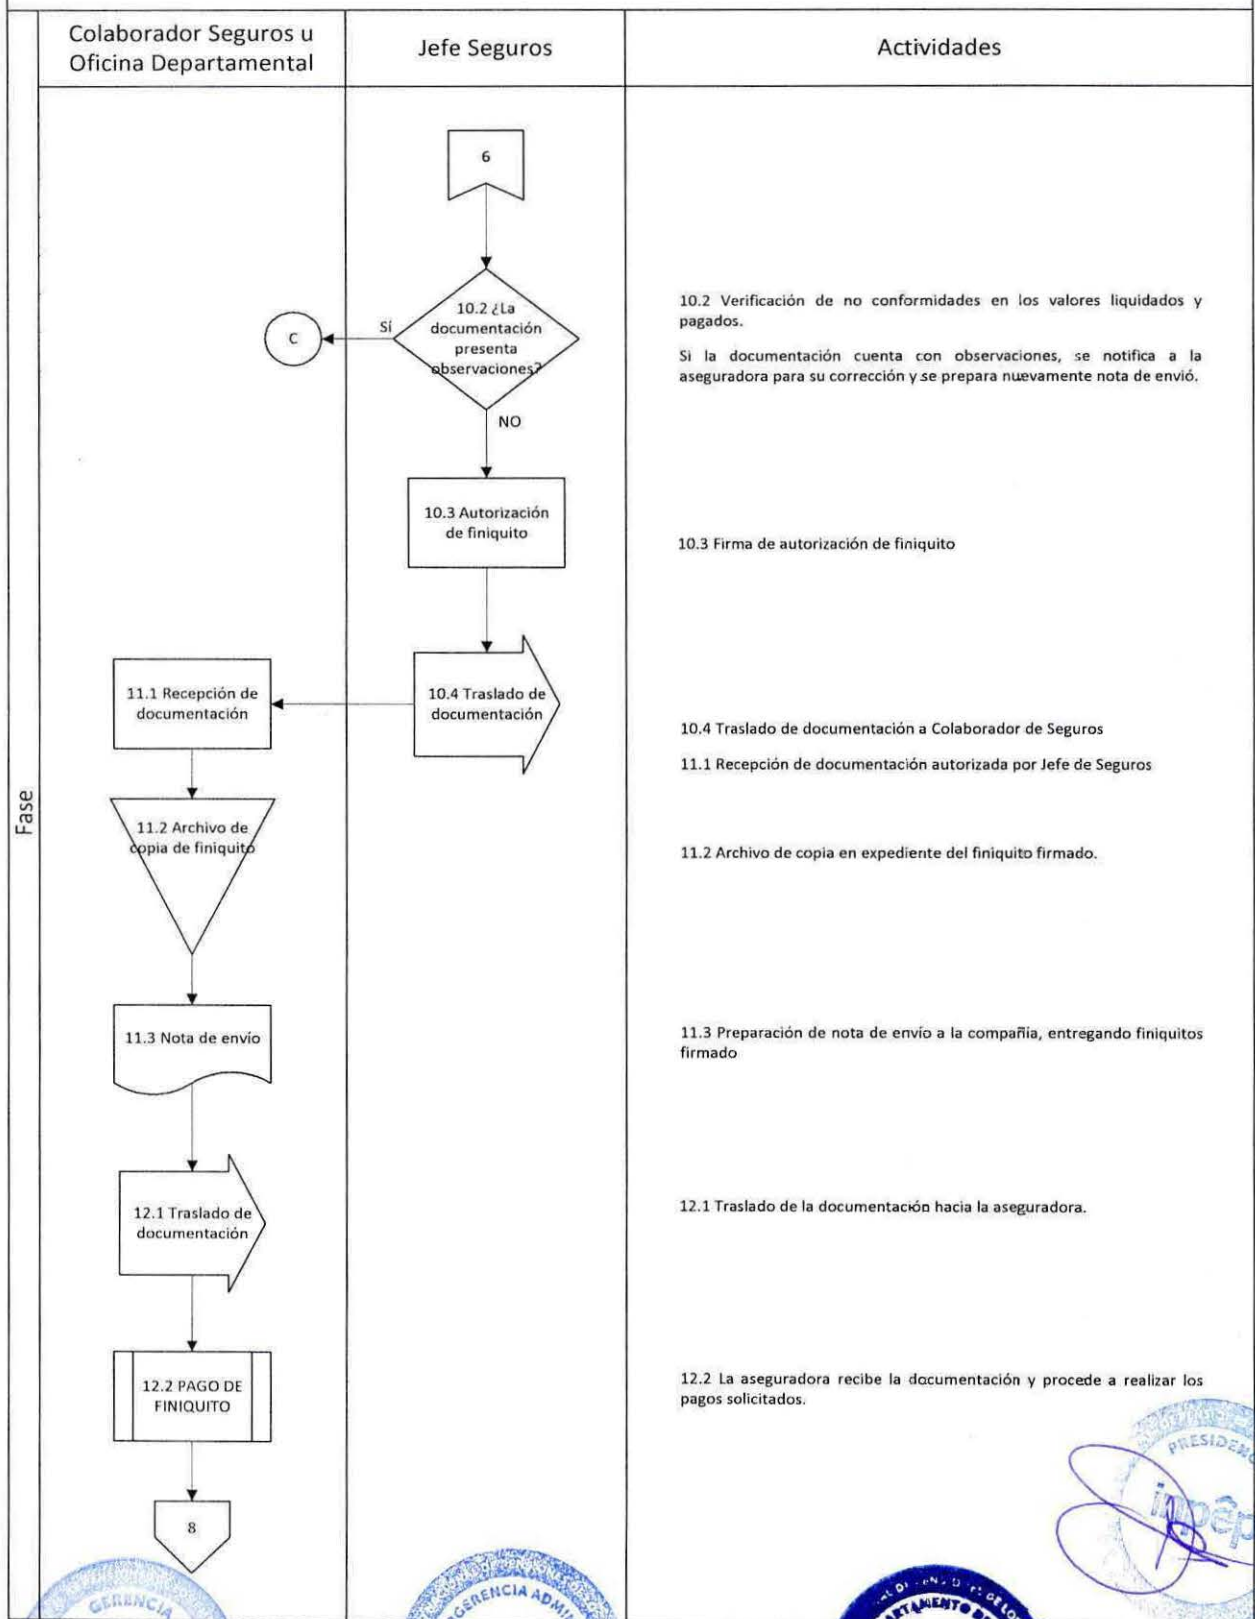 Colaborador Seguros u
Oficina Departamental
Jefe Seguros
Actividades
Fase
6
10.2 ¿La
documentación
presenta
observaciones?
Sí
C
NO
10.2 Verificación de no conformidades en los valores liquidados y
pagados.
Si la documentación cuenta con observaciones, se notifica a la
aseguradora para su corrección y se prepara nuevamente nota de envió.
10.3 Autorización
de finiquito
10.3 Firma de autorización de finiquito
11.1 Recepción de
documentación
10.4 Traslado de
documentación
10.4 Traslado de documentación a Colaborador de Seguros
11.1 Recepción de documentación autorizada por Jefe de Seguros
11.2 Archivo de
copia de finiquito
11.2 Archivo de copia en expediente del finiquito firmado.
11.3 Nota de envío
11.3 Preparación de nota de envío a la compañía, entregando finiquitos
firmado
12.1 Traslado de
documentación
12.1 Traslado de la documentación hacia la aseguradora.
12.2 PAGO DE
FINIQUITO
12.2 La aseguradora recibe la documentación y procede a realizar los
pagos solicitados.
8
PRESIDENC
inpêp
GERENCIA
GERENCIA ADMI